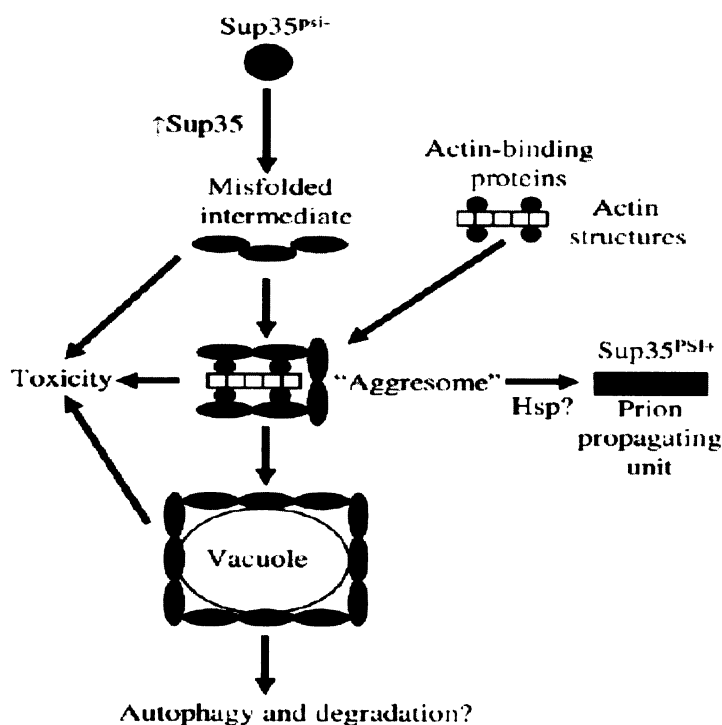 Sup35ᵖˢⁱ⁻
↑Sup35
Actin-binding
proteins
Actin
structures
Misfolded
intermediate
Toxicity
"Aggresome"
Hsp?
Sup35ᴾˢᴵ⁺
Prion
propagating
unit
Vacuole
Autophagy and degradation?